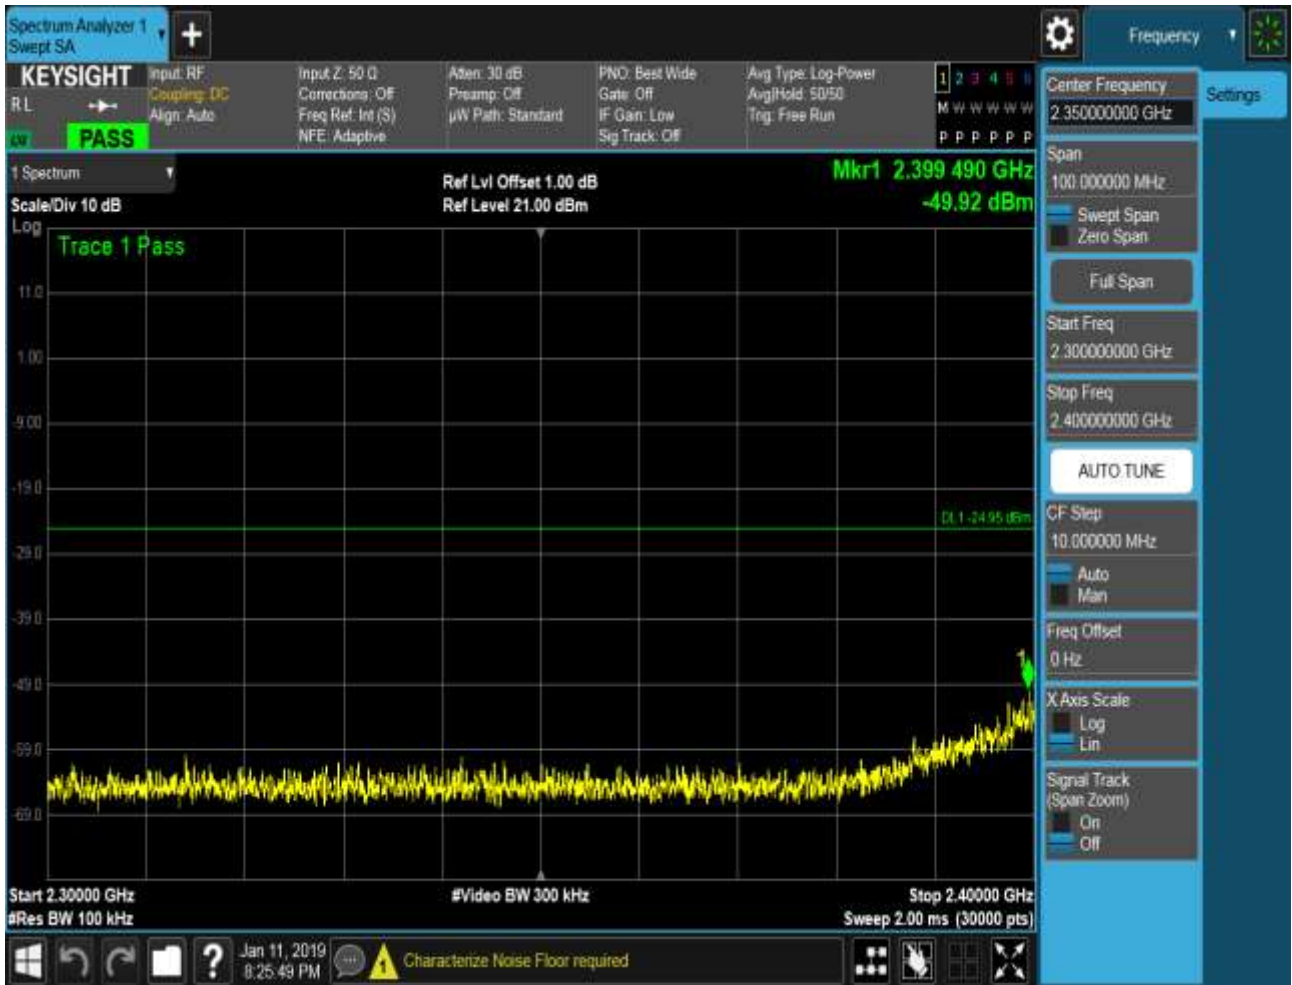 Spectrum Analyzer 1
Swept SA
+
Frequency
KEYSIGHT
R L
PASS
Input: RF
Coupling: DC
Align: Auto
Input Z: 50 Ω
Corrections: Off
Freq Ref: Int (S)
NFE: Adaptive
Atten: 30 dB
Preamp: Off
µW Path: Standard
PNO: Best Wide
Gate: Off
IF Gain: Low
Sig Track: Off
Avg Type: Log-Power
Avg|Hold: 50/50
Trig: Free Run
1 2 3 4 5 6
M W W W W W
P P P P P P
1 Spectrum
Scale/Div 10 dB
Log
Ref Lvl Offset 1.00 dB
Ref Level 21.00 dBm
Mkr1 2.399 490 GHz
-49.92 dBm
Trace 1 Pass
11.0
1.00
-9.00
-19.0
DL1 -24.95 dBm
-29.0
-39.0
1
-49.0
-59.0
-69.0
Start 2.30000 GHz
#Res BW 100 kHz
#Video BW 300 kHz
Stop 2.40000 GHz
Sweep 2.00 ms (30000 pts)
Center Frequency
2.350000000 GHz
Settings
Span
100.000000 MHz
Swept Span
Zero Span
Full Span
Start Freq
2.300000000 GHz
Stop Freq
2.400000000 GHz
AUTO TUNE
CF Step
10.000000 MHz
Auto
Man
Freq Offset
0 Hz
X Axis Scale
Log
Lin
Signal Track
(Span Zoom)
On
Off
?
Jan 11, 2019
8:25:49 PM
1
Characterize Noise Floor required